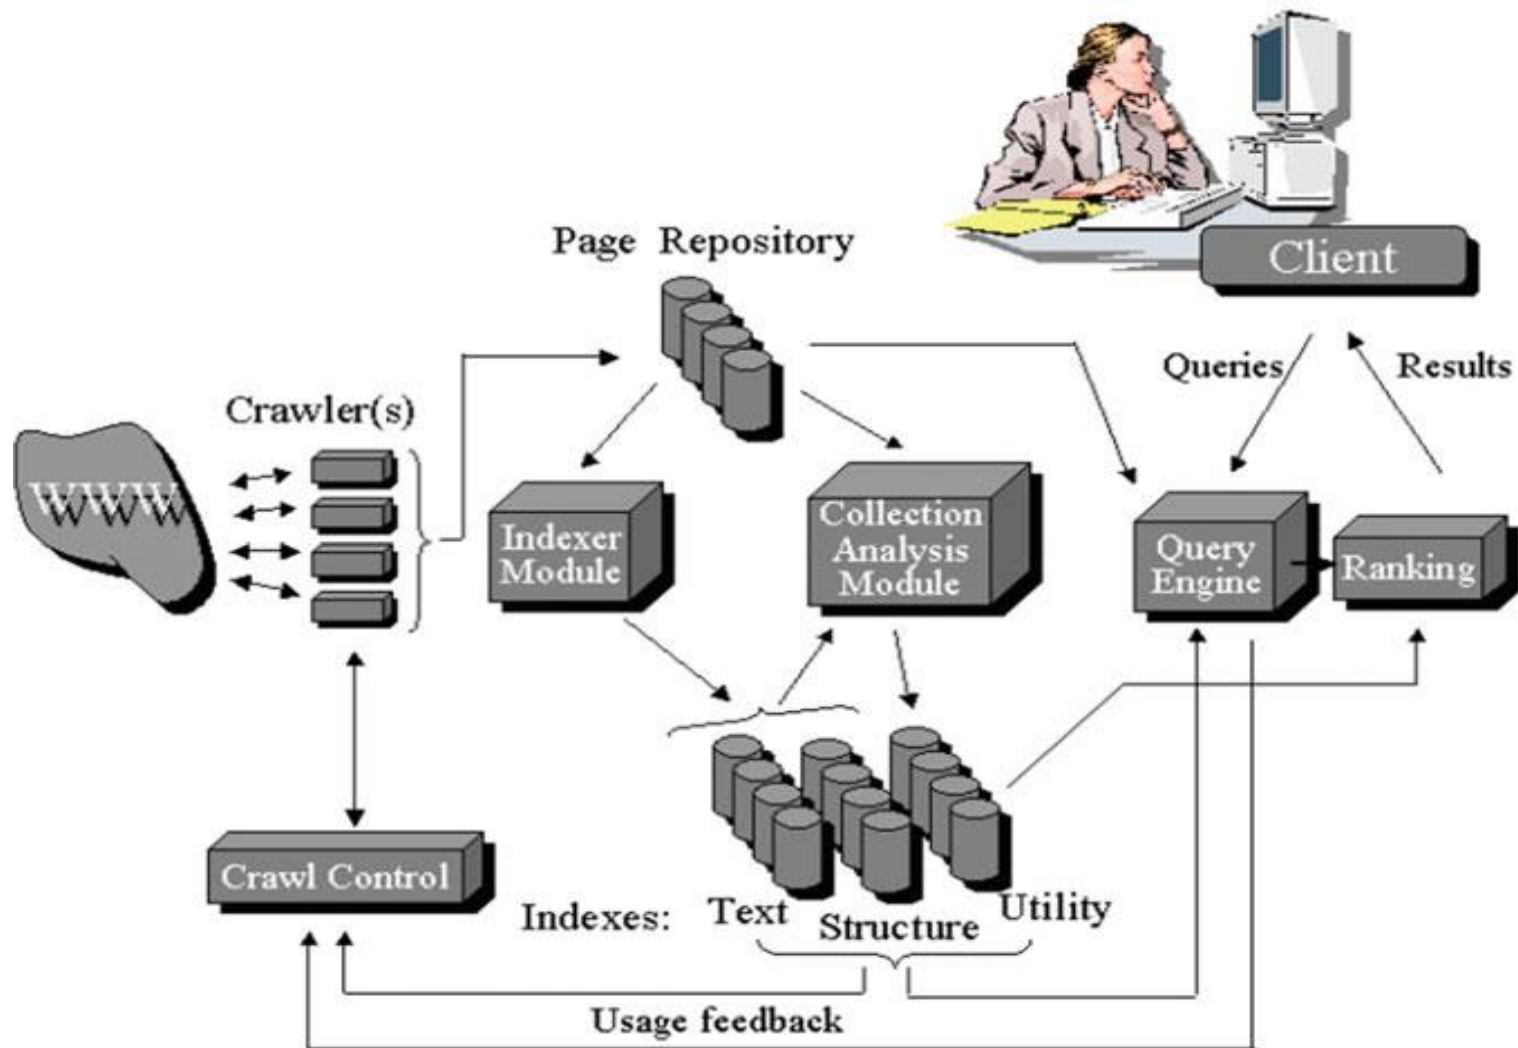 Page Repository
Client
Queries
Results
Crawler(s)
WWW
Indexer
Module
Collection
Analysis
Module
Query
Engine
Ranking
Crawl Control
Indexes:
Text
Structure
Utility
Usage feedback